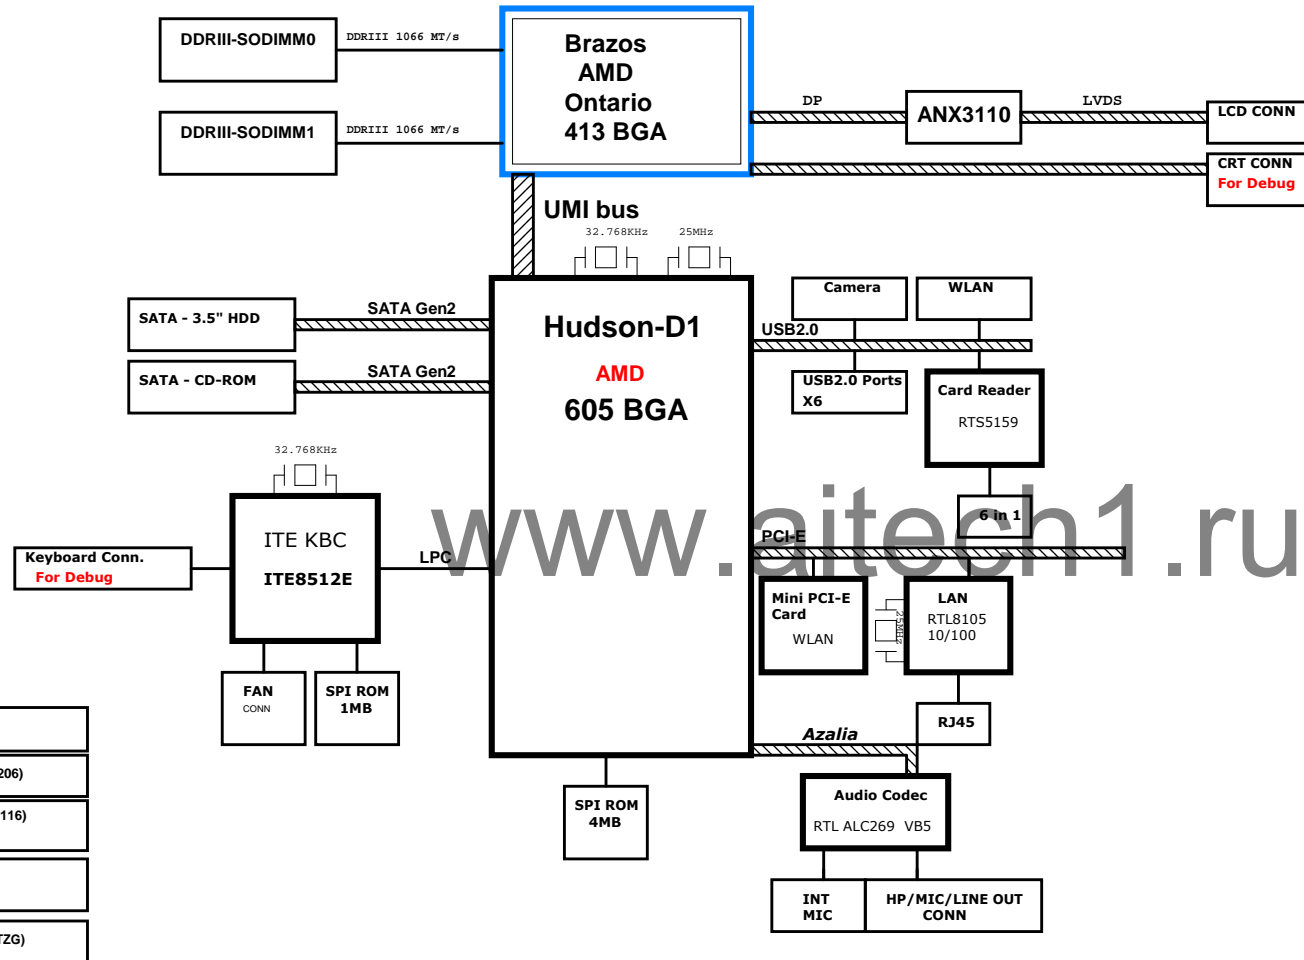 DDRIII-SODIMM0
DDRIII 1066 MT/s
Brazos
AMD
Ontario
413 BGA
DP
ANX3110
LVDS
LCD CONN
DDRIII-SODIMM1
DDRIII 1066 MT/s
CRT CONN
For Debug
UMI bus
32.768KHz
25MHz
Camera
WLAN
SATA - 3.5" HDD
SATA Gen2
Hudson-D1
AMD
605 BGA
USB2.0
SATA - CD-ROM
SATA Gen2
USB2.0 Ports
X6
Card Reader
RTS5159
32.768KHz
6 in 1
www.aitech1.ru
ITE KBC
ITE8512E
LPC
PCI-E
Keyboard Conn.
For Debug
Mini PCI-E
Card
WLAN
25MHz
LAN
RTL8105
10/100
FAN
CONN
SPI ROM
1MB
RJ45
Azalia
206)
116)
TZG)
SPI ROM
4MB
Audio Codec
RTL ALC269 VB5
INT
MIC
HP/MIC/LINE OUT
CONN